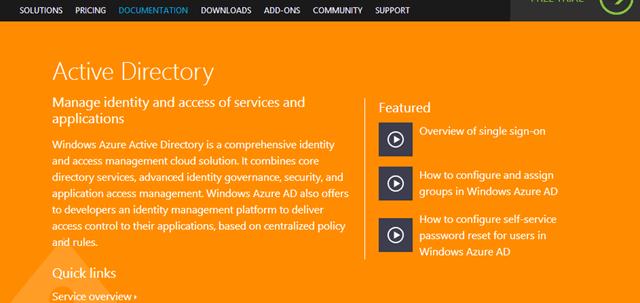 FREE TRIAL
SOLUTIONS PRICING DOCUMENTATION DOWNLOADS ADD-ONS COMMUNITY SUPPORT
Active Directory
Manage identity and access of services and
applications
Windows Azure Active Directory is a comprehensive identity
and access management cloud solution. It combines core
directory services, advanced identity governance, security, and
application access management. Windows Azure AD also offers
to developers an identity management platform to deliver
access control to their applications, based on centralized policy
and rules.
Quick links
Service overview
Featured
Overview of single sign-on
How to configure and assign
groups in Windows Azure AD
How to configure self-service
password reset for users in
Windows Azure AD